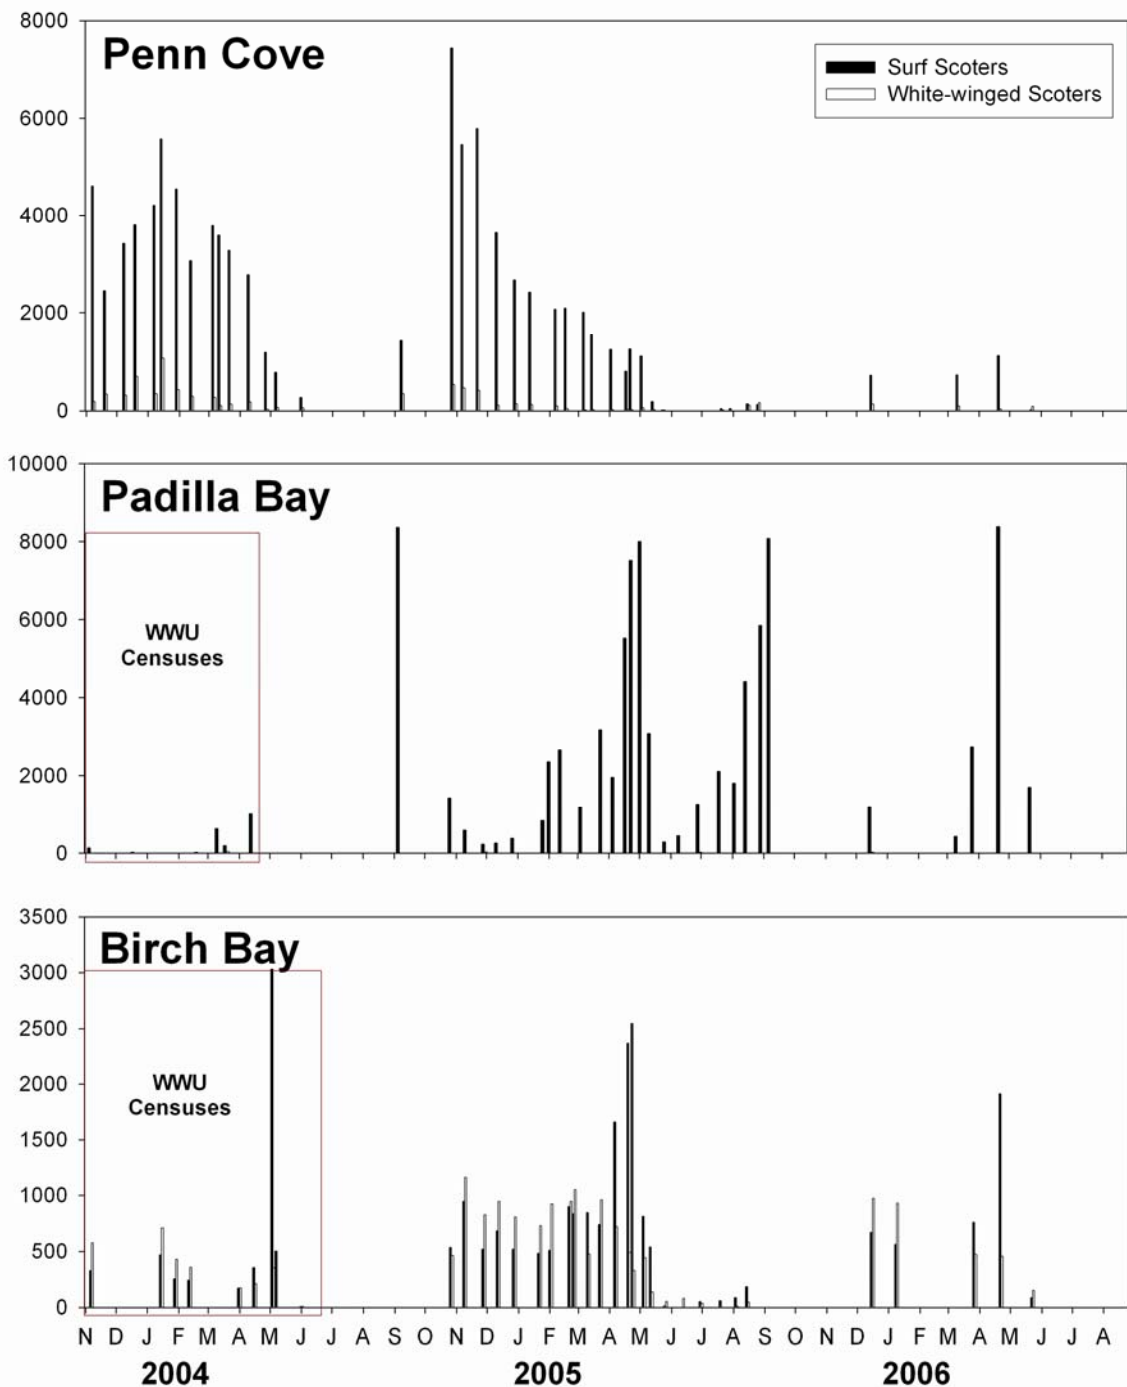 8000
Penn Cove
Surf Scoters
White-winged Scoters
6000
4000
2000
0
10000
Padilla Bay
8000
WWU
Censuses
6000
4000
2000
0
3500
Birch Bay
3000
2500
WWU
Censuses
2000
1500
1000
500
0
N D J F M A M J J A S O N D J F M A M J J A S O N D J F M A M J J A
2004 2005 2006